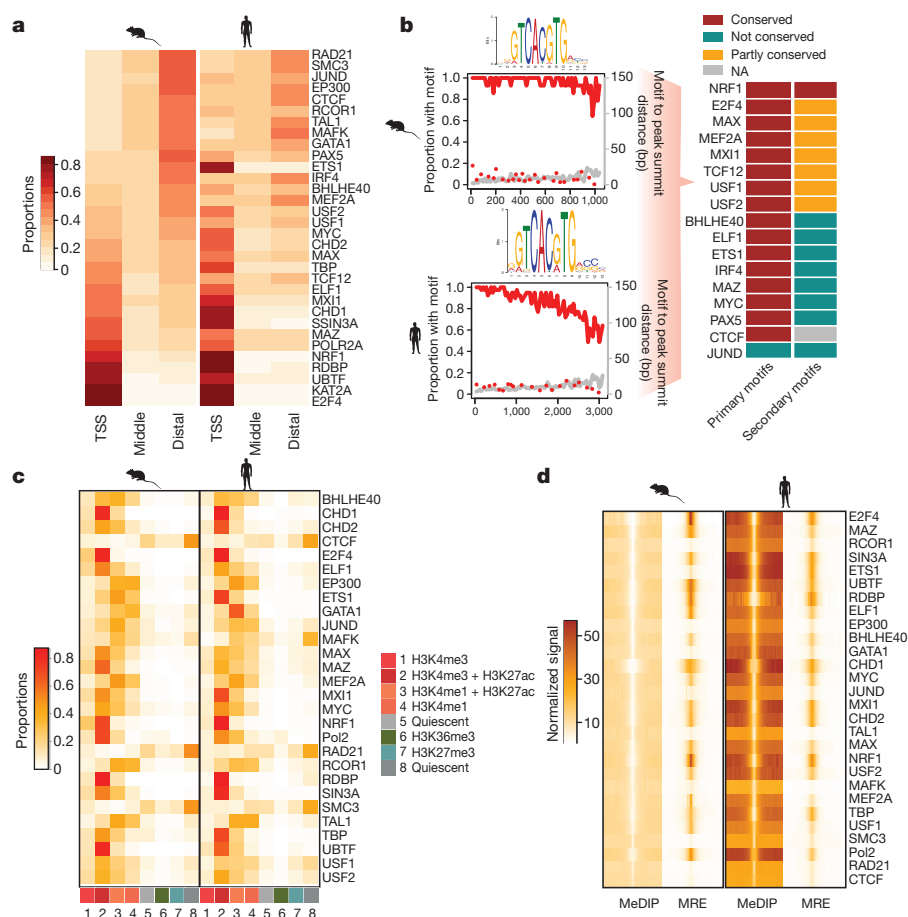 a
RAD21
SMC3
JUND
EP300
CTCF
RCOR1
TAL1
MAFK
GATA1
PAX5
ETS1
IRF4
BHLHE40
MEF2A
USF2
USF1
MYC
CHD2
MAX
TBP
TCF12
ELF1
MXI1
CHD1
SSIN3A
MAZ
POLR2A
NRF1
RDBP
UBTF
KAT2A
E2F4
Proportions
0.8
0.6
0.4
0.2
0
TSS
Middle
Distal
TSS
Middle
Distal
b
Proportion with motif
1.0
0.8
0.6
0.4
0.2
0
150
100
50
0
Motif to peak summit
distance (bp)
0 200 400 600 800 1,000
Proportion with motif
1.0
0.8
0.6
0.4
0.2
0
150
100
50
0
Motif to peak summit
distance (bp)
0 1,000 2,000 3,000
Conserved
Not conserved
Partly conserved
NA
NRF1
E2F4
MAX
MEF2A
MXI1
TCF12
USF1
USF2
BHLHE40
ELF1
ETS1
IRF4
MAZ
MYC
PAX5
CTCF
JUND
Primary motifs
Secondary motifs
c
BHLHE40
CHD1
CHD2
CTCF
E2F4
ELF1
EP300
ETS1
GATA1
JUND
MAFK
MAX
MAZ
MEF2A
MXI1
MYC
NRF1
Pol2
RAD21
RCOR1
RDBP
SIN3A
SMC3
TAL1
TBP
UBTF
USF1
USF2
Proportions
0.8
0.6
0.4
0.2
0
1 2 3 4 5 6 7 8 1 2 3 4 5 6 7 8
1 H3K4me3
2 H3K4me3 + H3K27ac
3 H3K4me1 + H3K27ac
4 H3K4me1
5 Quiescent
6 H3K36me3
7 H3K27me3
8 Quiescent
d
E2F4
MAZ
RCOR1
SIN3A
ETS1
UBTF
RDBP
ELF1
EP300
BHLHE40
GATA1
CHD1
MYC
JUND
MXI1
CHD2
TAL1
MAX
NRF1
USF2
MAFK
MEF2A
TBP
USF1
SMC3
Pol2
RAD21
CTCF
Normalized signal
50
30
10
MeDIP MRE MeDIP MRE